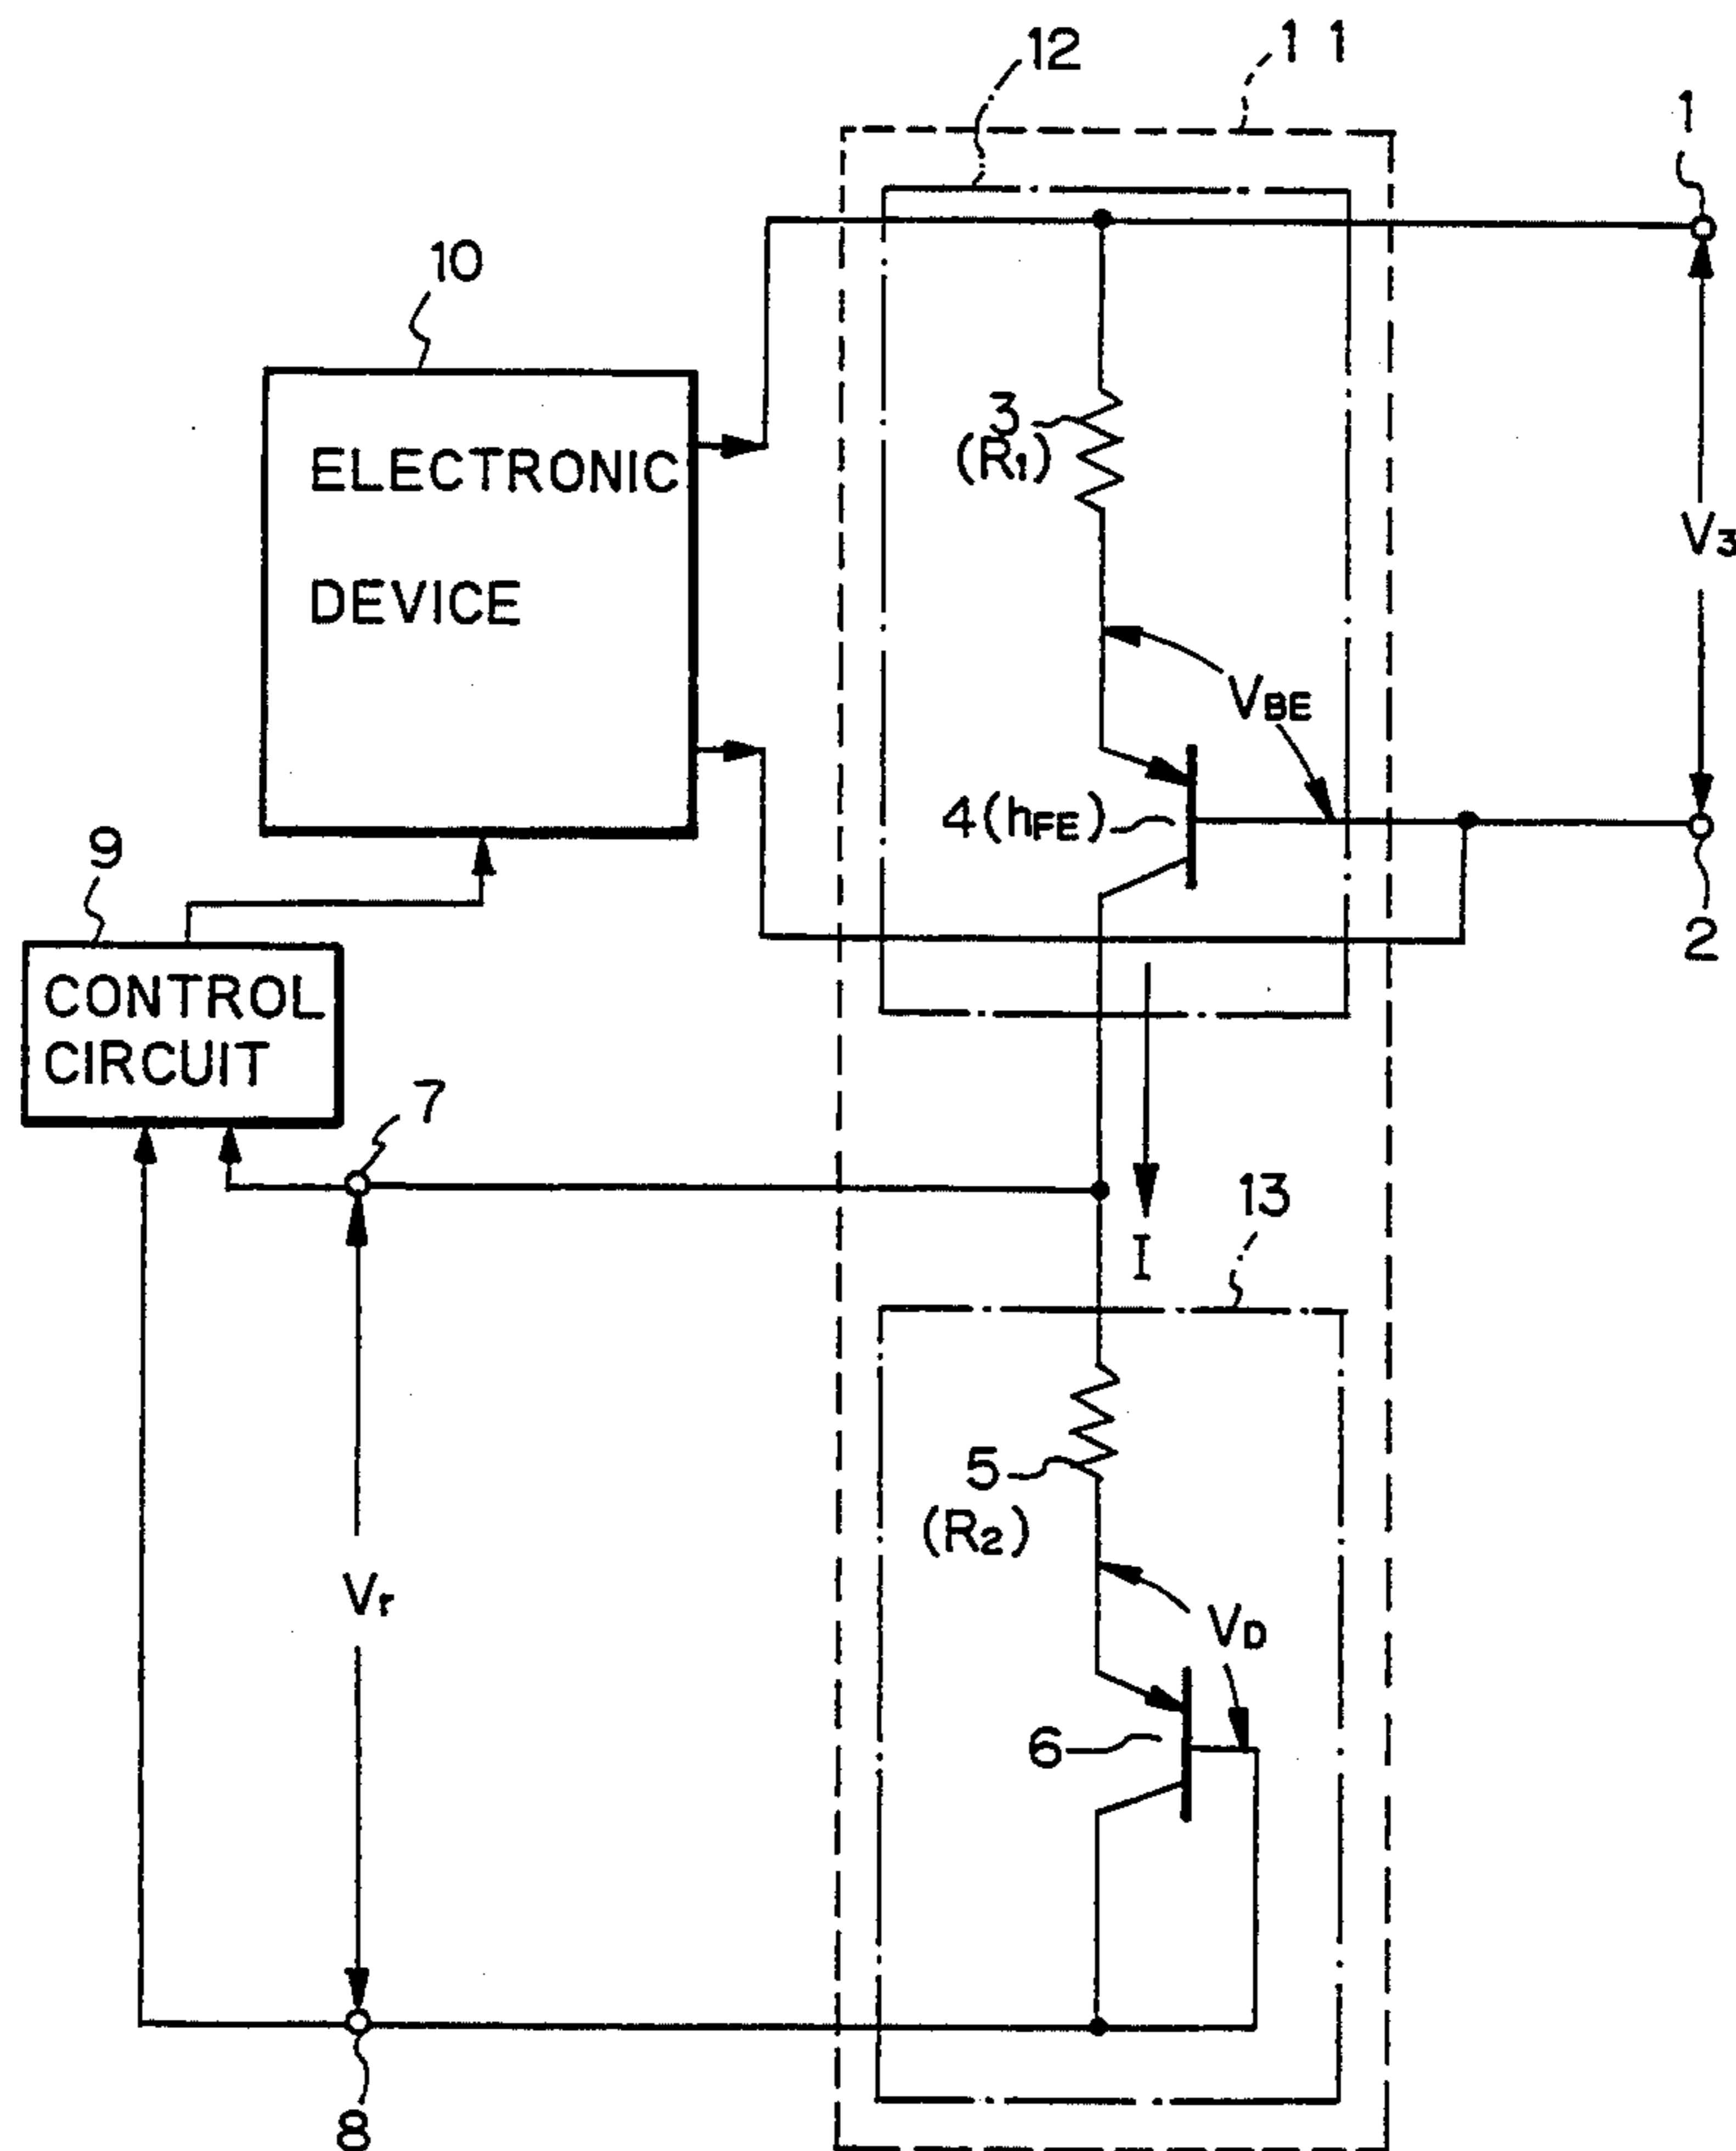 12
11
1
10
3
(R1)
ELECTRONIC
DEVICE
V3
VBE
4(hFE)
9
2
CONTROL
CIRCUIT
7
13
I
5
(R2)
Vr
VD
6
8